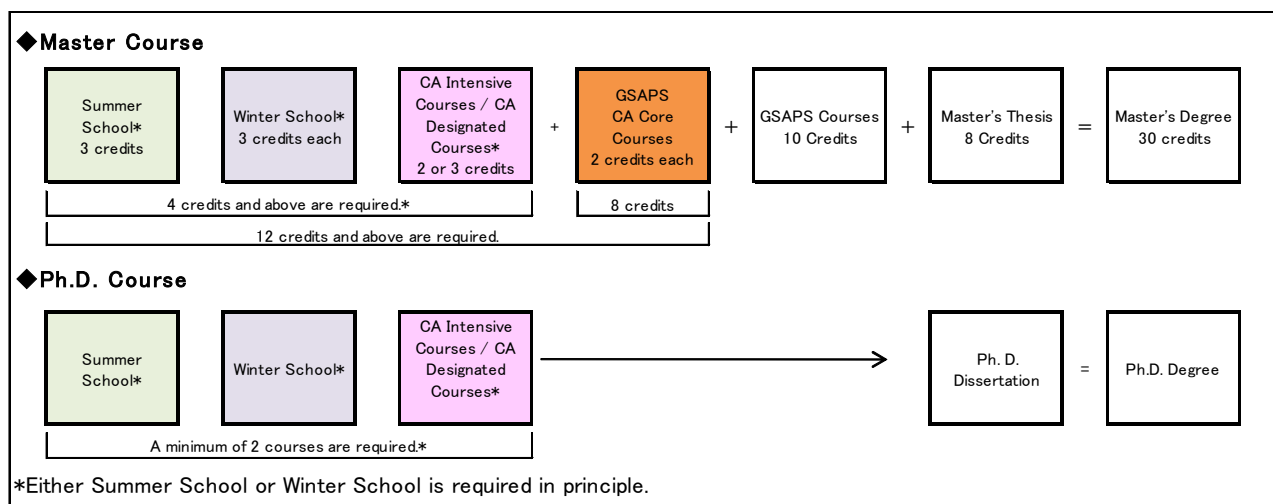 ◆Master Course
Summer
School*
3 credits
Winter School*
3 credits each
CA Intensive
Courses / CA
Designated
Courses*
2 or 3 credits
+
GSAPS
CA Core
Courses
2 credits each
+
GSAPS Courses
10 Credits
+
Master's Thesis
8 Credits
=
Master's Degree
30 credits
4 credits and above are required.*
8 credits
12 credits and above are required.
◆Ph.D. Course
Summer
School*
Winter School*
CA Intensive
Courses / CA
Designated
Courses*
Ph. D.
Dissertation
=
Ph.D. Degree
A minimum of 2 courses are required.*
*Either Summer School or Winter School is required in principle.